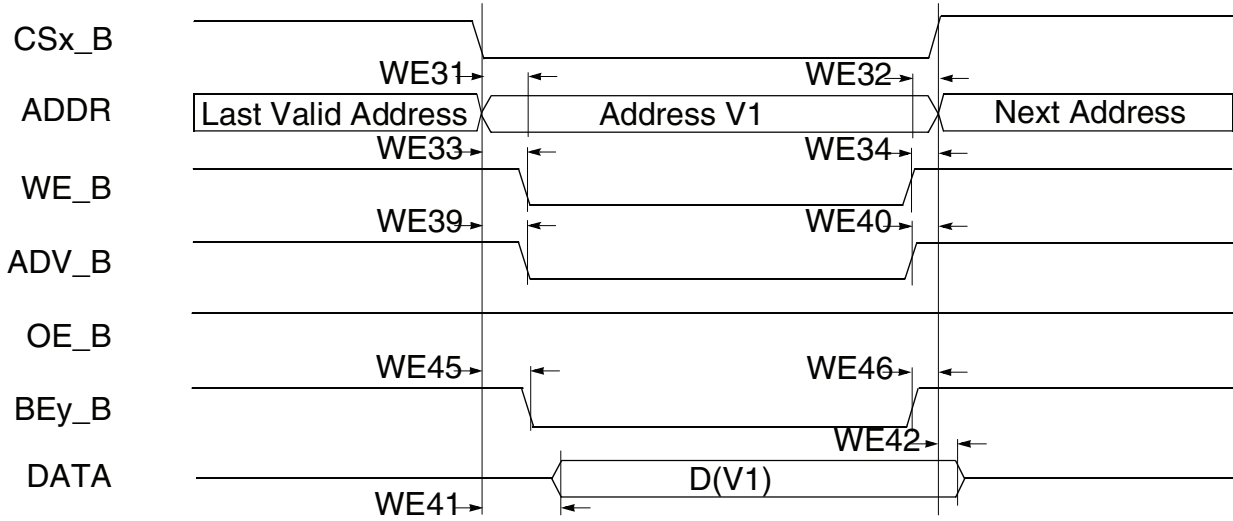 CSx_B
WE31 WE32
ADDR Last Valid Address Address V1 Next Address
WE33 WE34
WE_B
WE39 WE40
ADV_B
OE_B
WE45 WE46
BEy_B
WE42
DATA D(V1)
WE41